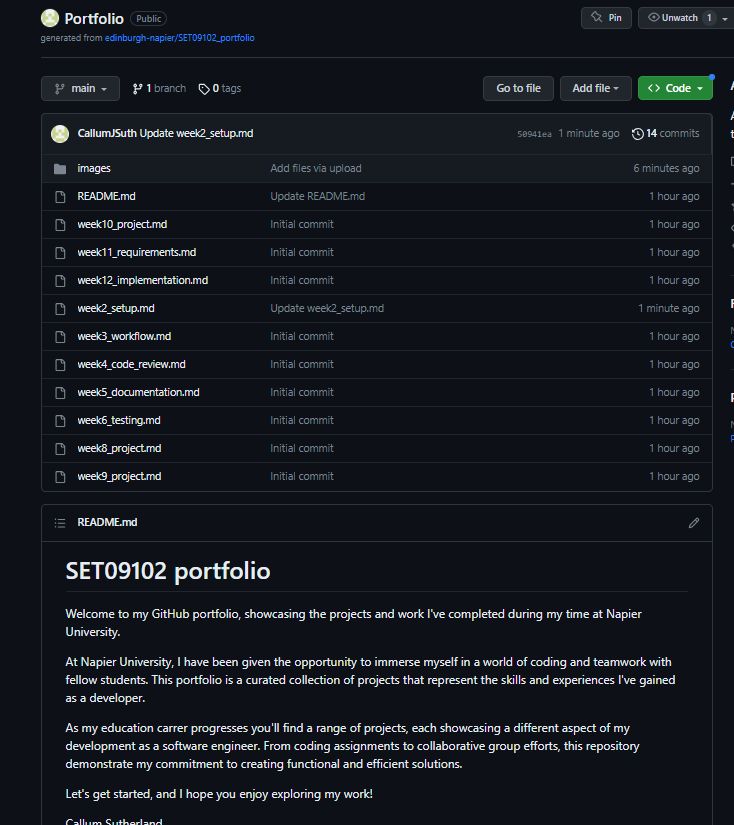 Portfolio Public Pin Unwatch 1
generated from edinburgh-napier/SET09102_portfolio
main 1 branch 0 tags Go to file Add file Code
CallumJSuth Update week2_setup.md 50941ea 1 minute ago 14 commits
images Add files via upload 6 minutes ago
README.md Update README.md 1 hour ago
week10_project.md Initial commit 1 hour ago
week11_requirements.md Initial commit 1 hour ago
week12_implementation.md Initial commit 1 hour ago
week2_setup.md Update week2_setup.md 1 minute ago
week3_workflow.md Initial commit 1 hour ago
week4_code_review.md Initial commit 1 hour ago
week5_documentation.md Initial commit 1 hour ago
week6_testing.md Initial commit 1 hour ago
week8_project.md Initial commit 1 hour ago
week9_project.md Initial commit 1 hour ago
README.md
SET09102 portfolio
Welcome to my GitHub portfolio, showcasing the projects and work I've completed during my time at Napier
University.
At Napier University, I have been given the opportunity to immerse myself in a world of coding and teamwork with
fellow students. This portfolio is a curated collection of projects that represent the skills and experiences I've gained
as a developer.
As my education carrer progresses you'll find a range of projects, each showcasing a different aspect of my
development as a software engineer. From coding assignments to collaborative group efforts, this repository
demonstrate my commitment to creating functional and efficient solutions.
Let's get started, and I hope you enjoy exploring my work!
Callum Sutherland